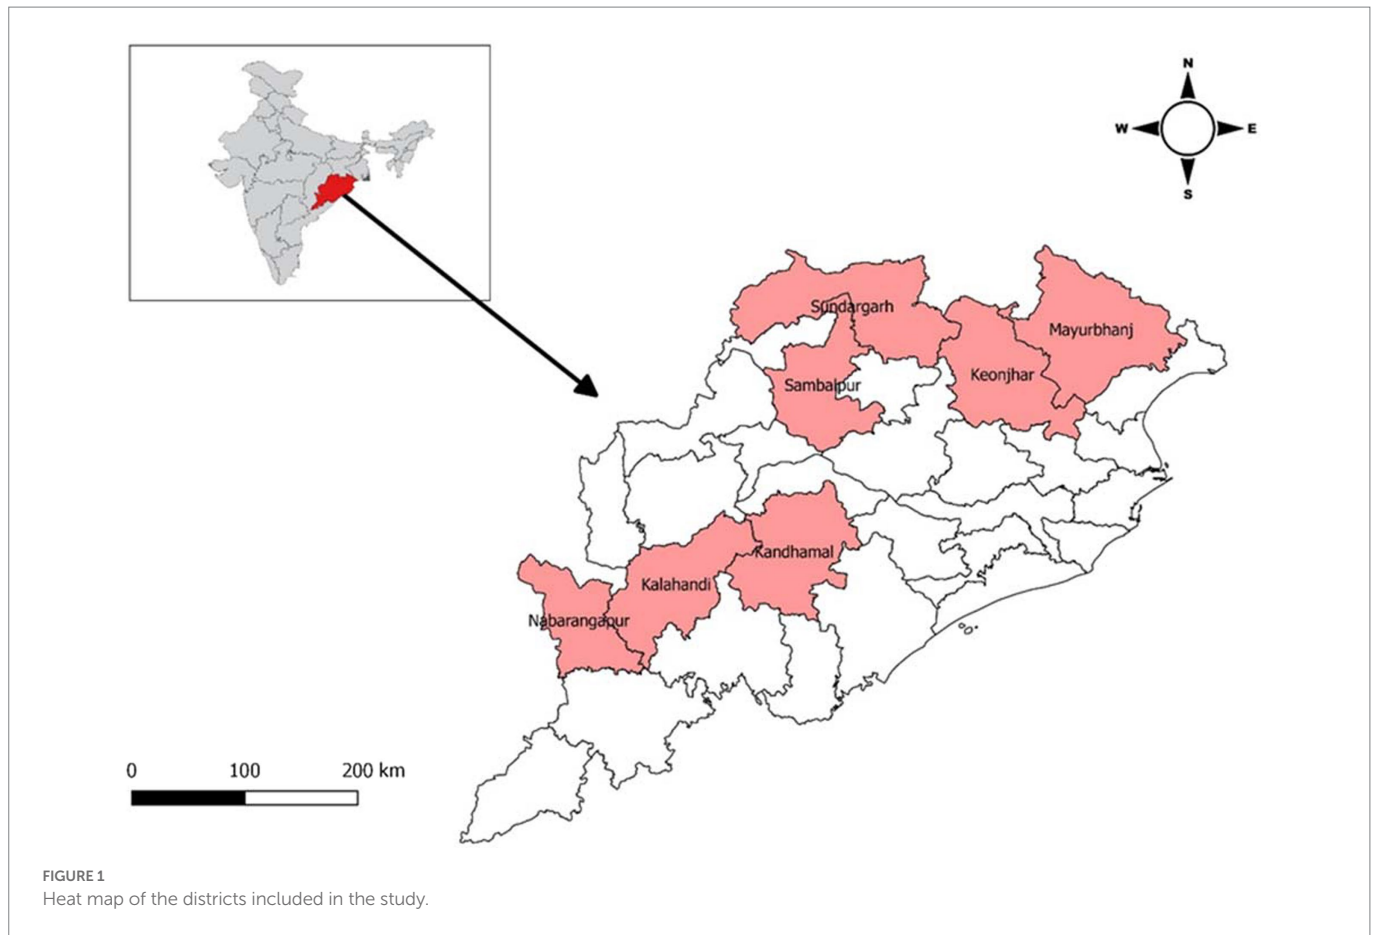 N
W E
S
Sundargarh
Mayurbhanj
Keonjhar
Sambalpur
Kandhamal
Kalahandi
Nabarangapur
0 100 200 km
FIGURE 1
Heat map of the districts included in the study.